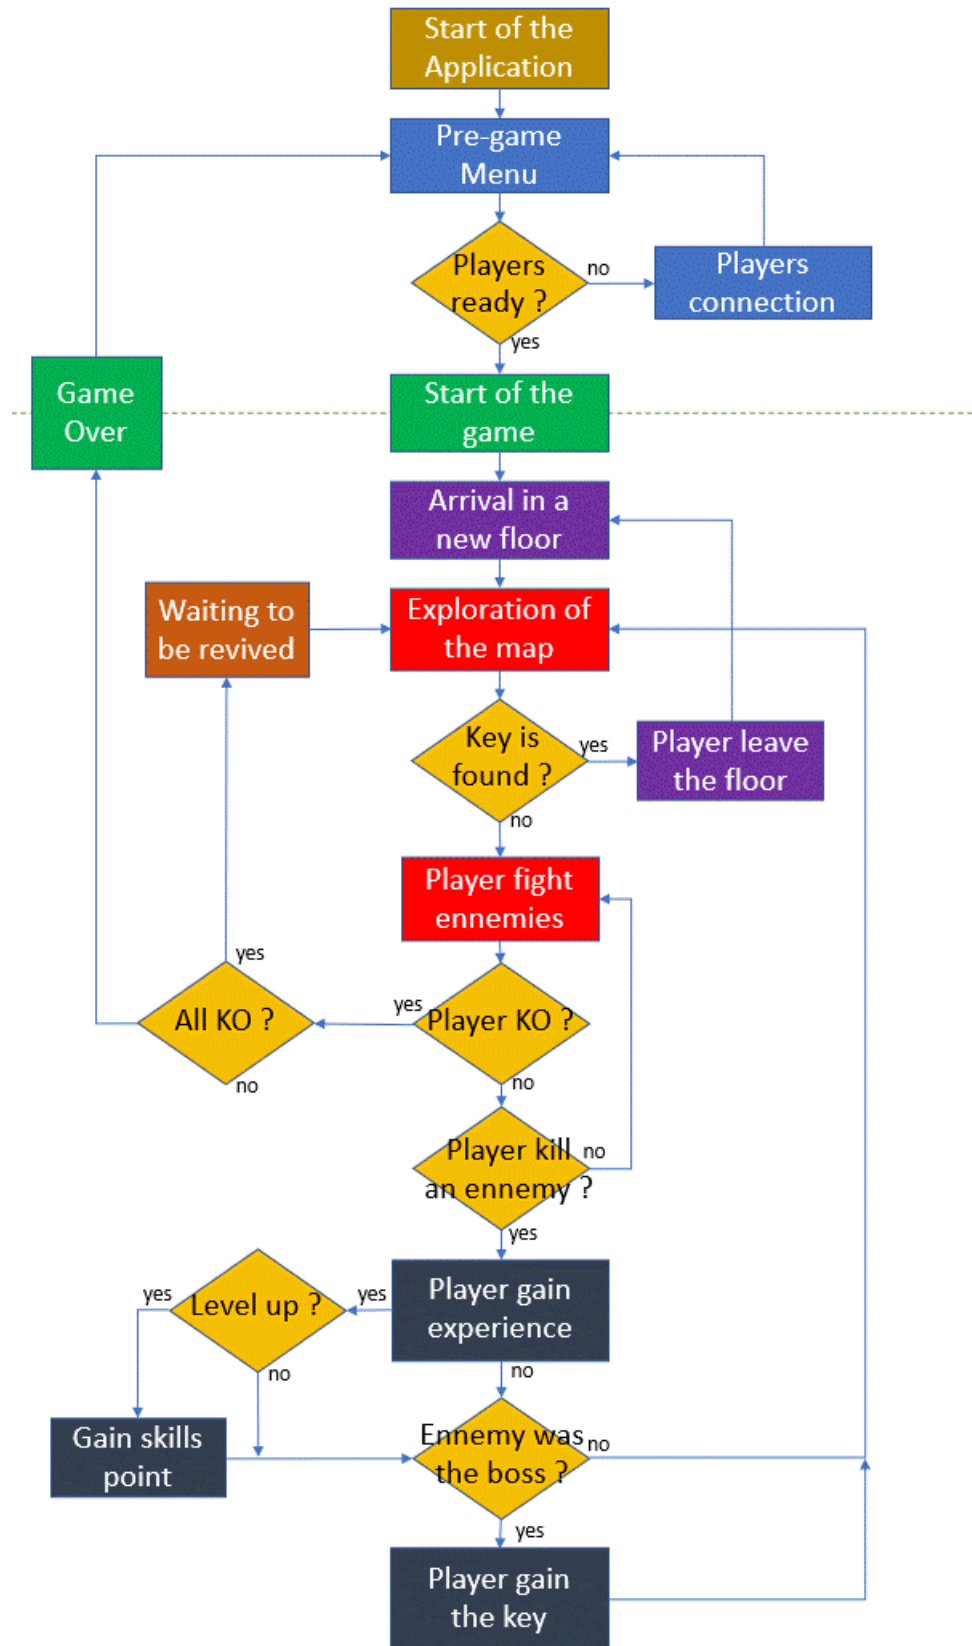 Start of the
Application
Pre-game
Menu
Players
ready ?
no
Players
connection
yes
Game
Over
Start of the
game
Arrival in a
new floor
Waiting to
be revived
Exploration of
the map
Key is
found ?
yes
Player leave
the floor
no
Player fight
ennemies
yes
All KO ?
no
yes
Player KO ?
no
Player kill
an ennemy ?
no
yes
Player gain
experience
yes
Level up ?
yes
no
no
Gain skills
point
Ennemy was
the boss ?
no
yes
Player gain
the key